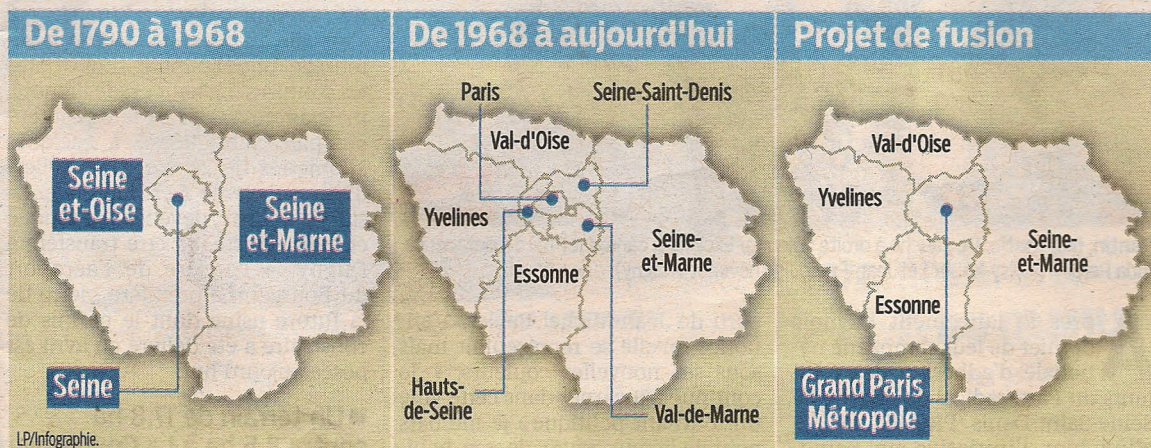 De 1790 à 1968
Seine
et-Oise
Seine
et-Marne
Seine
LP/Infographie.
De 1968 à aujourd'hui
Paris
Seine-Saint-Denis
Val-d'Oise
Yvelines
Essonne
Seine-
et-Marne
Hauts-
de-Seine
Val-de-Marne
Projet de fusion
Val-d'Oise
Yvelines
Seine-
et-Marne
Essonne
Grand Paris
Métropole